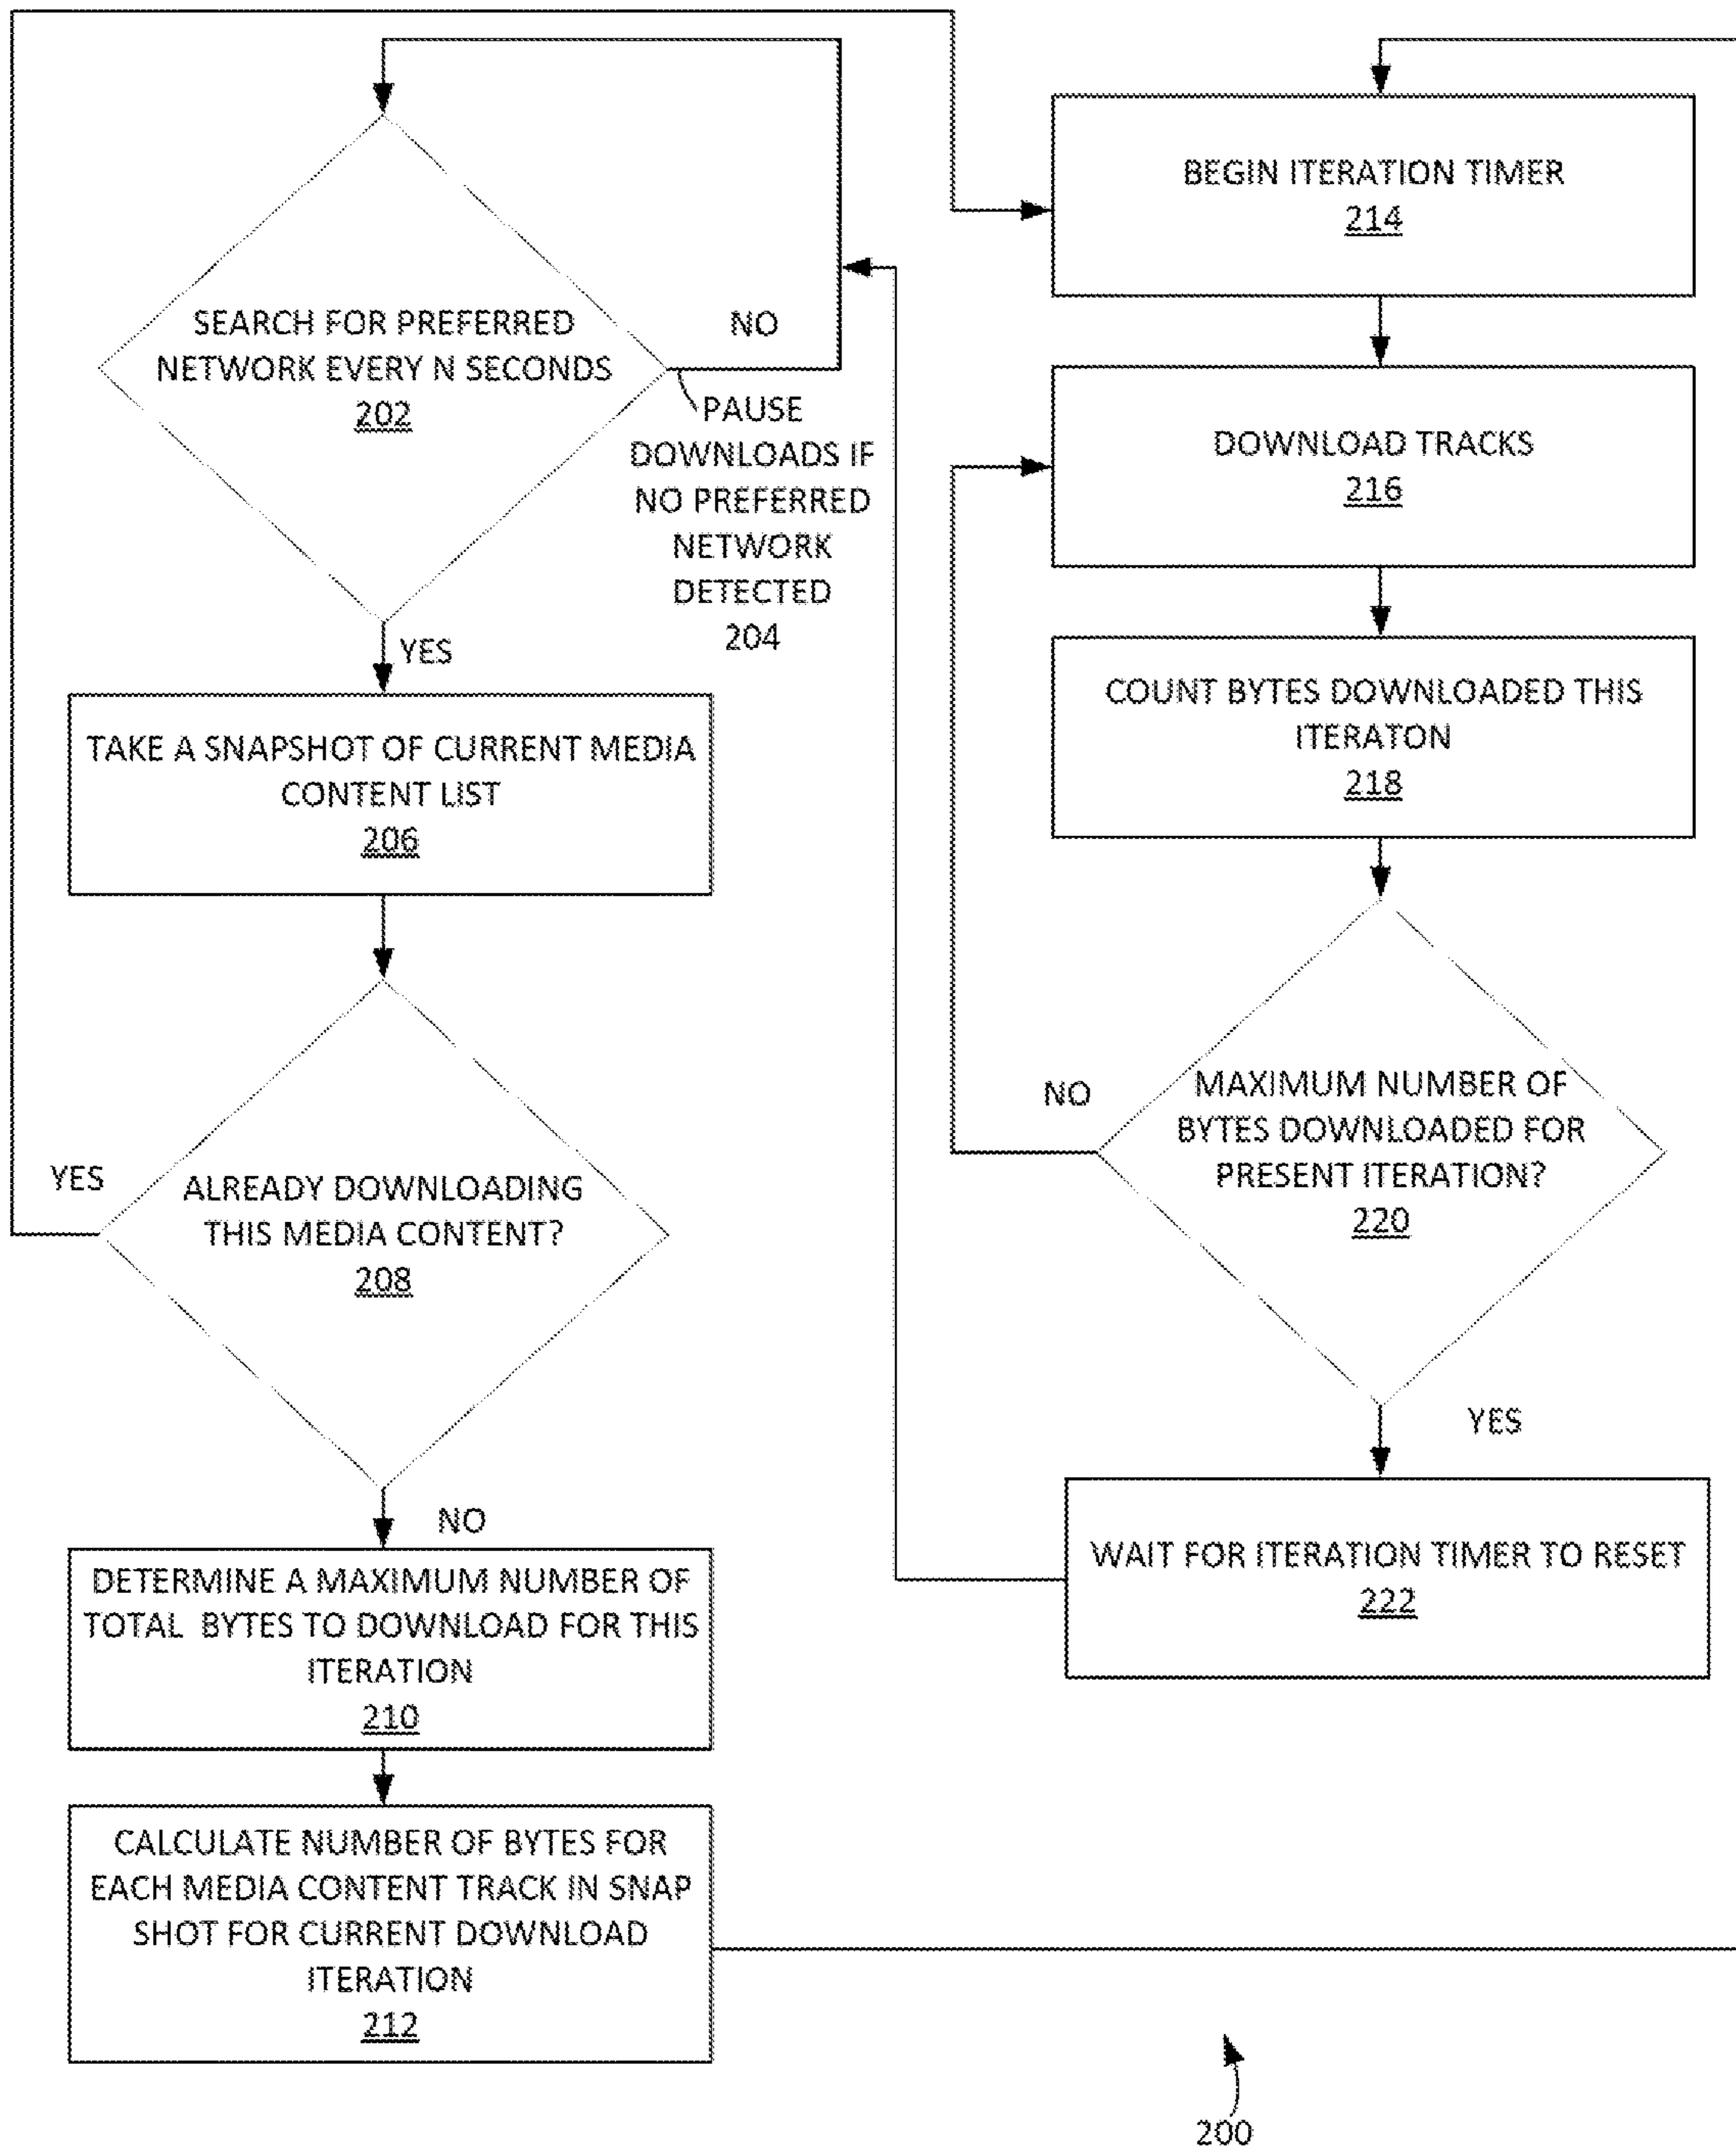 SEARCH FOR PREFERRED
NETWORK EVERY N SECONDS
202
NO
PAUSE
DOWNLOADS IF
NO PREFERRED
NETWORK
DETECTED
204
YES
TAKE A SNAPSHOT OF CURRENT MEDIA
CONTENT LIST
206
YES
ALREADY DOWNLOADING
THIS MEDIA CONTENT?
208
NO
DETERMINE A MAXIMUM NUMBER OF
TOTAL BYTES TO DOWNLOAD FOR THIS
ITERATION
210
CALCULATE NUMBER OF BYTES FOR
EACH MEDIA CONTENT TRACK IN SNAP
SHOT FOR CURRENT DOWNLOAD
ITERATION
212
BEGIN ITERATION TIMER
214
DOWNLOAD TRACKS
216
COUNT BYTES DOWNLOADED THIS
ITERATON
218
NO
MAXIMUM NUMBER OF
BYTES DOWNLOADED FOR
PRESENT ITERATION?
220
YES
WAIT FOR ITERATION TIMER TO RESET
222
200